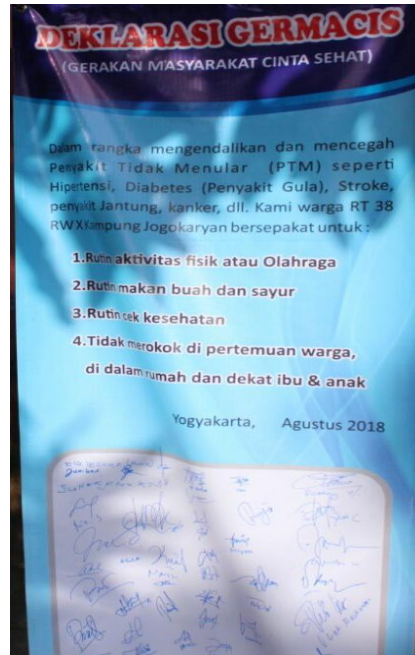 DEKLARASI GERMACIS
(GERAKAN MASYARAKAT CINTA SEHAT)
Dalam rangka mengendalikan dan mencegah
Penyakit Tidak Menular (PTM) seperti
Hipertensi, Diabetes (Penyakit Gula), Stroke,
penyakit Jantung, kanker, dll. Kami warga RT 38
RW X Kampung Jogokaryan bersepakat untuk :
1.Rutin aktivitas fisik atau Olahraga
2.Rutin makan buah dan sayur
3.Rutin cek kesehatan
4.Tidak merokok di pertemuan warga,
di dalam rumah dan dekat ibu & anak
Yogyakarta, Agustus 2018